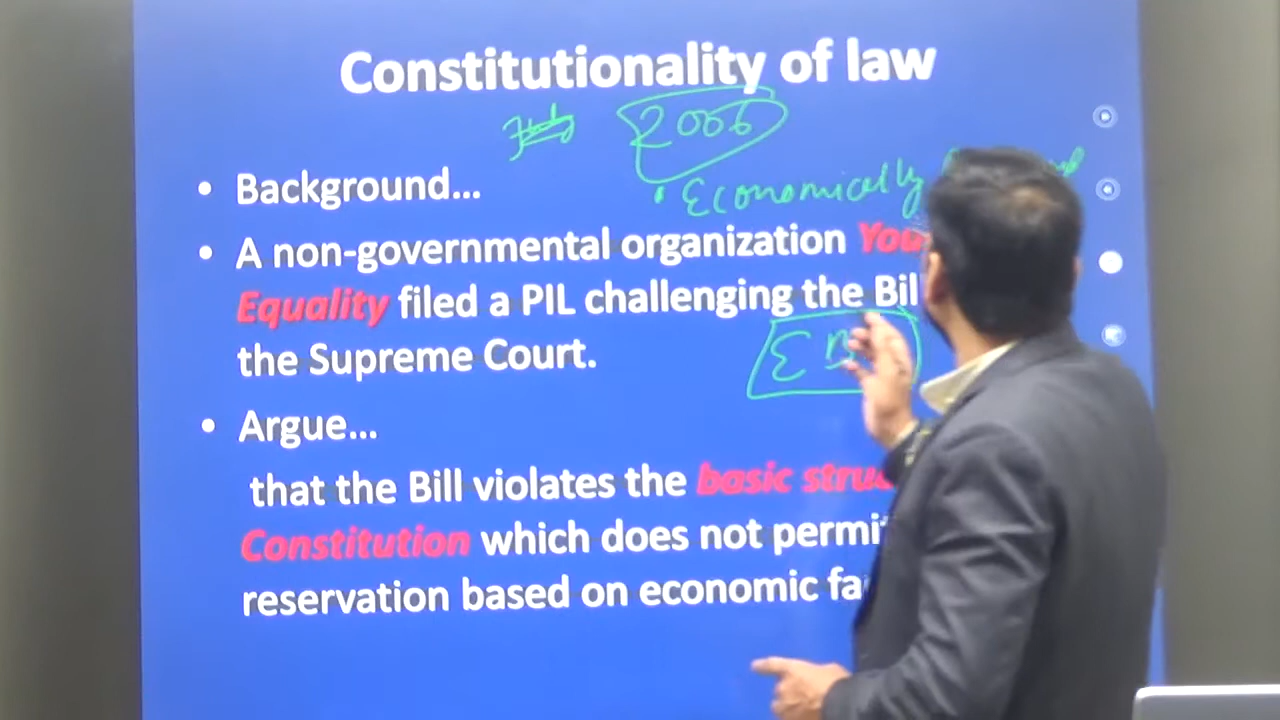 Constitutionality of law
2006
• Background...
• Economically
• A non-governmental organization You
Equality filed a PIL challenging the Bil
the Supreme Court.
• Argue...
that the Bill violates the basic struc
Constitution which does not permit
reservation based on economic fa